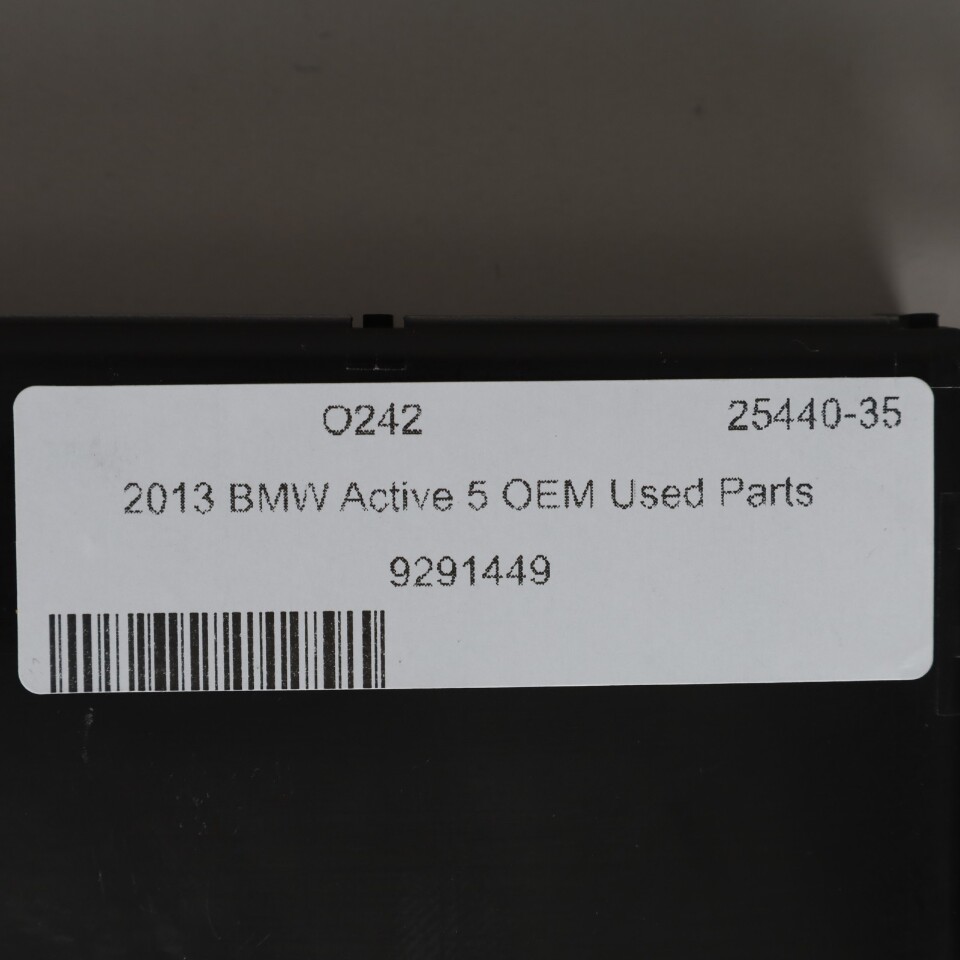 O242 25440-35
2013 BMW Active 5 OEM Used Parts
9291449